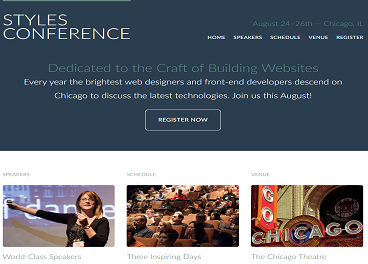 STYLES
CONFERENCE
August 24–26th — Chicago, IL
HOME SPEAKERS SCHEDULE VENUE REGISTER
Dedicated to the Craft of Building Websites
Every year the brightest web designers and front-end developers descend on
Chicago to discuss the latest technologies. Join us this August!
REGISTER NOW
SPEAKERS SCHEDULE VENUE
CHICAGO
World-Class Speakers Three Inspiring Days The Chicago Theatre